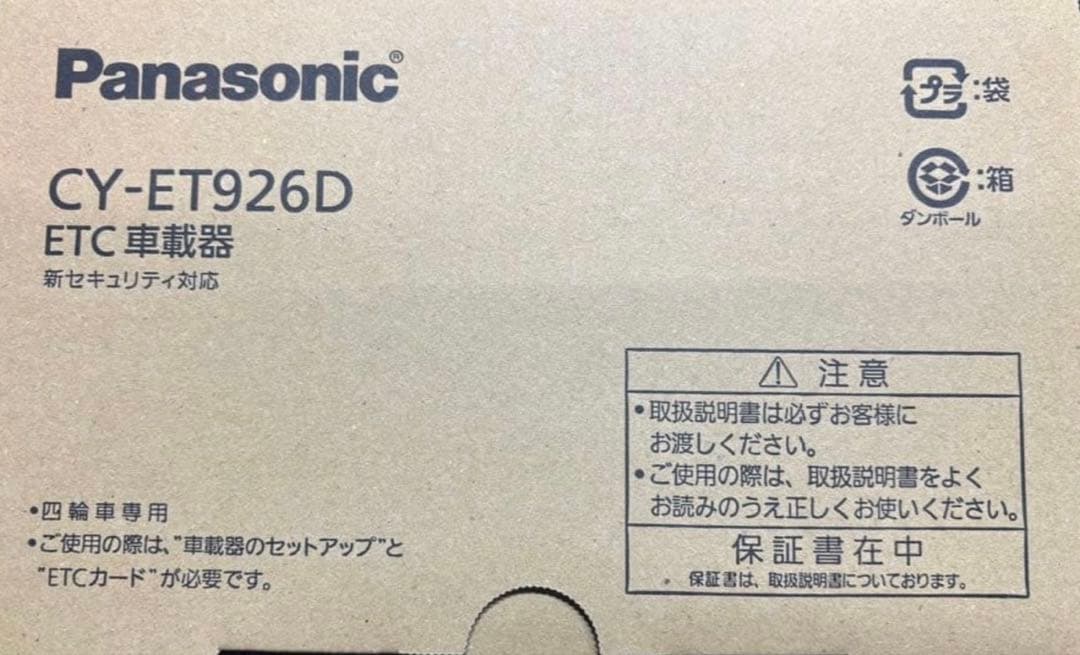 Panasonic®
CY-ET926D
ETC 車載器
新セキュリティ対応
プラ:袋
:箱
ダンボール
⚠ 注意
•取扱説明書は必ずお客様に
お渡しください。
•ご使用の際は、取扱説明書をよく
お読みのうえ正しくお使いください。
保証書在中
保証書は、取扱説明書についております。
•四輪車専用
•ご使用の際は、"車載器のセットアップ"と
"ETCカード"が必要です。